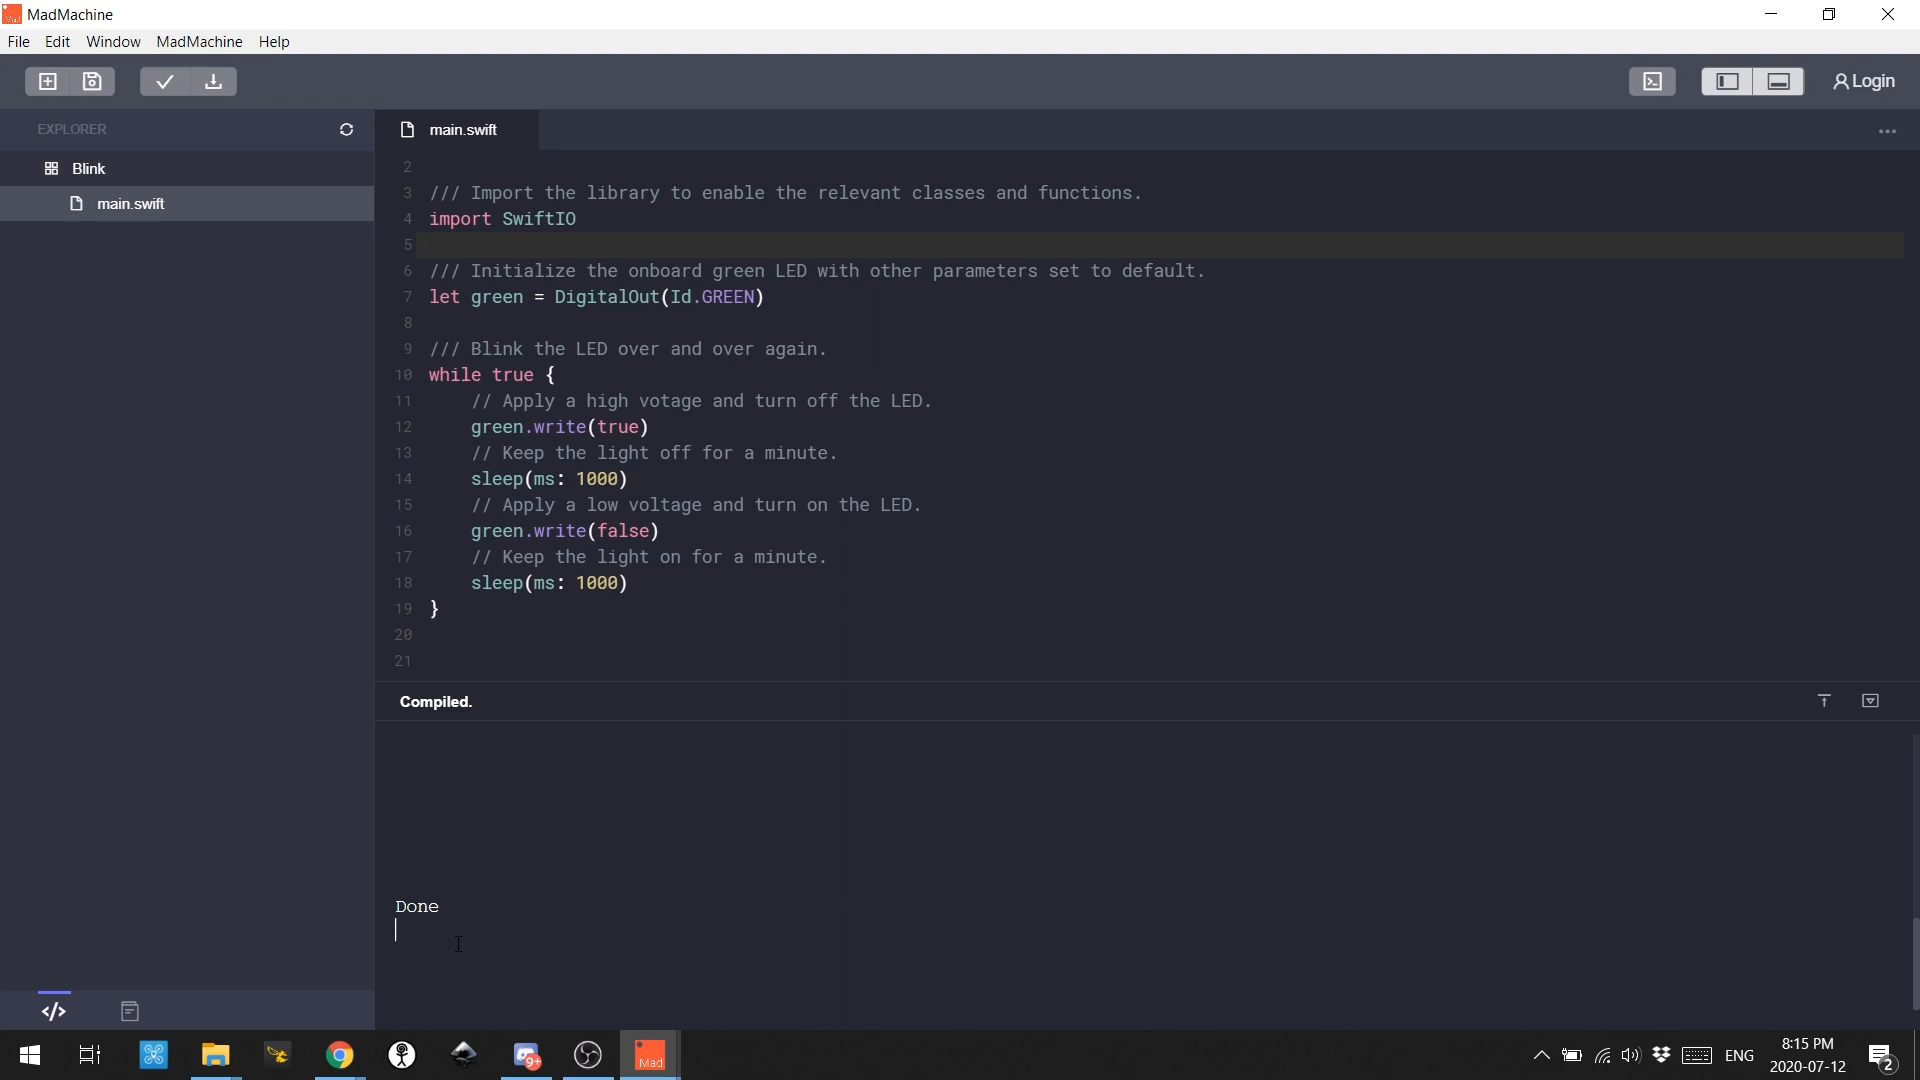 MadMachine
File Edit Window MadMachine Help
Login
EXPLORER
main.swift
Blink
main.swift
2
3 /// Import the library to enable the relevant classes and functions.
4 import SwiftIO
5
6 /// Initialize the onboard green LED with other parameters set to default.
7 let green = DigitalOut(Id.GREEN)
8
9 /// Blink the LED over and over again.
10 while true {
11 // Apply a high votage and turn off the LED.
12 green.write(true)
13 // Keep the light off for a minute.
14 sleep(ms: 1000)
15 // Apply a low voltage and turn on the LED.
16 green.write(false)
17 // Keep the light on for a minute.
18 sleep(ms: 1000)
19 }
20
21
Compiled.
Done
9+
Mad
ENG
8:15 PM
2020-07-12
2